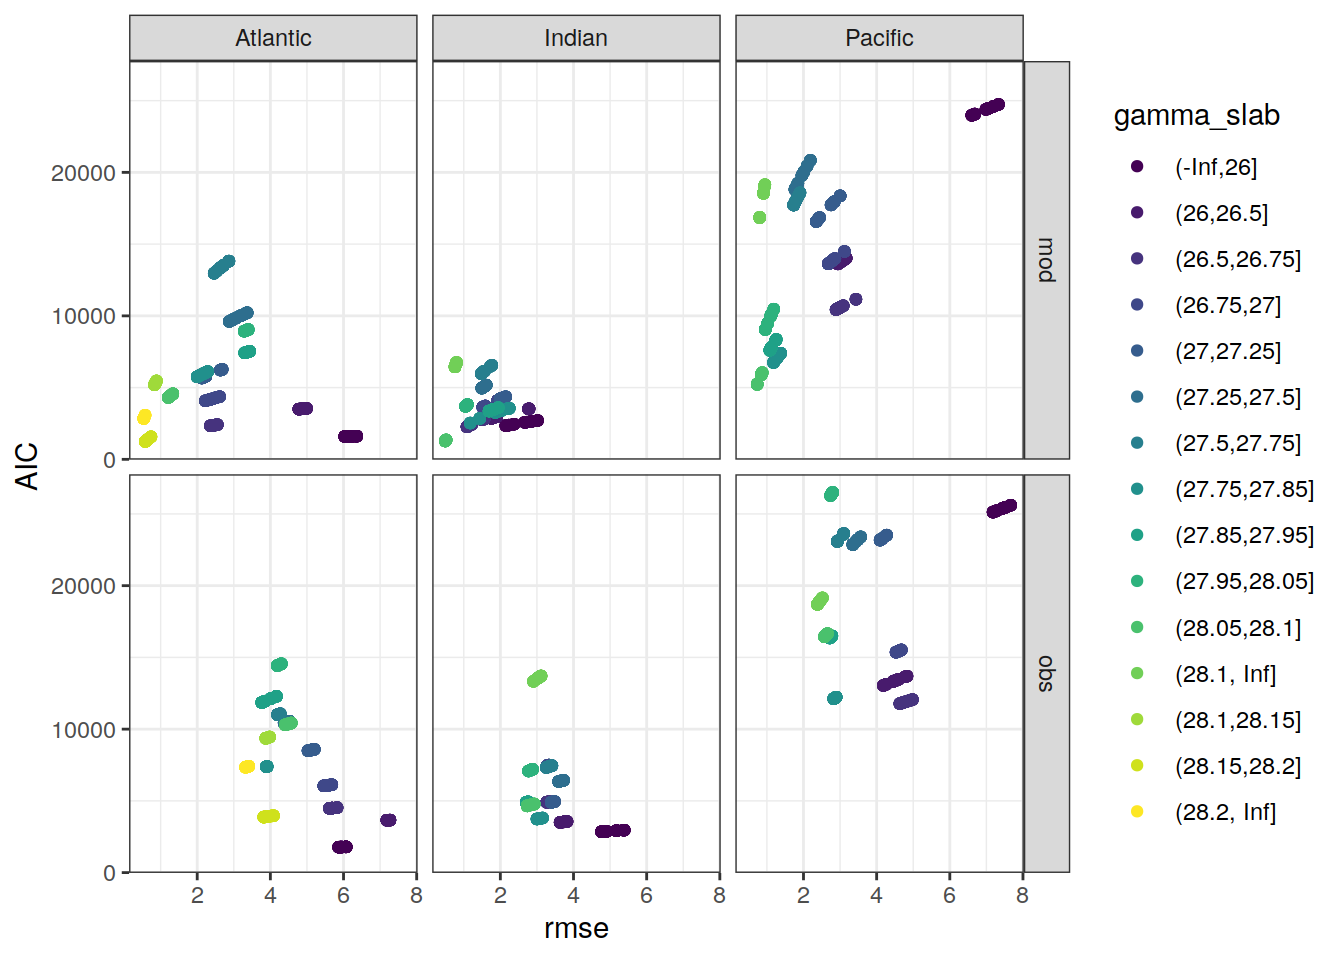 Atlantic Indian Pacific
20000
10000
0
mod
AIC
20000
10000
0
obs
2 4 6 8 2 4 6 8 2 4 6 8
rmse
gamma_slab
(-Inf,26]
(26,26.5]
(26.5,26.75]
(26.75,27]
(27,27.25]
(27.25,27.5]
(27.5,27.75]
(27.75,27.85]
(27.85,27.95]
(27.95,28.05]
(28.05,28.1]
(28.1, Inf]
(28.1,28.15]
(28.15,28.2]
(28.2, Inf]